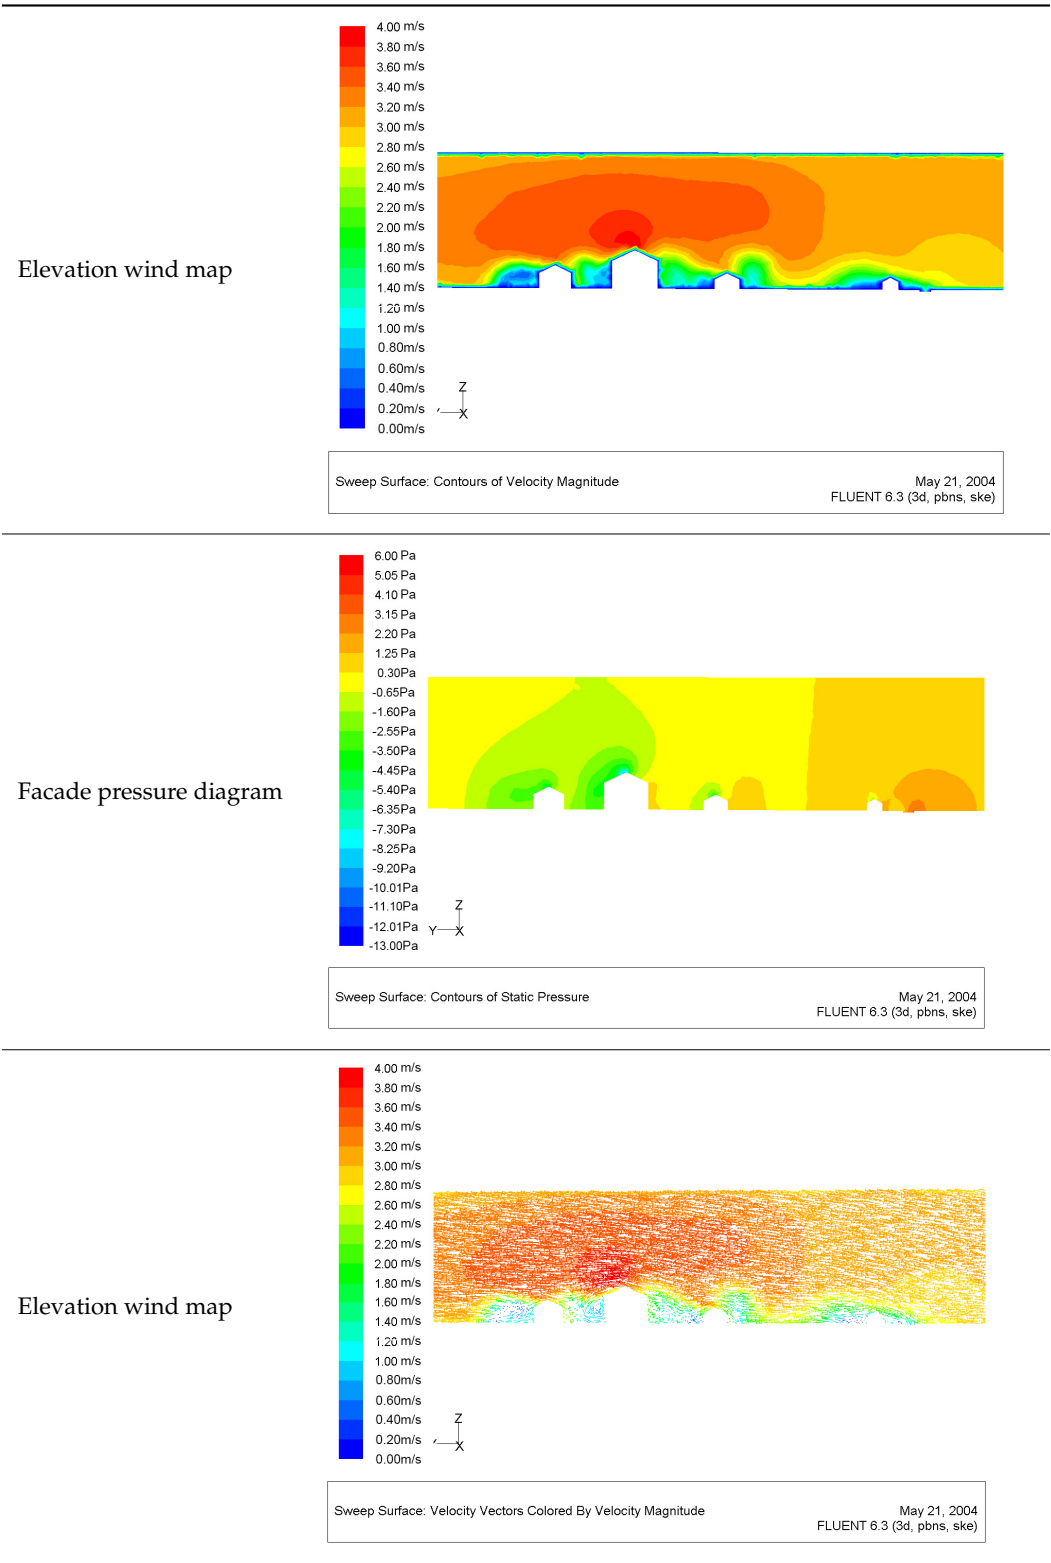 4.00 m/s
3.80 m/s
3.60 m/s
3.40 m/s
3.20 m/s
3.00 m/s
2.80 m/s
2.60 m/s
2.40 m/s
2.20 m/s
2.00 m/s
1.80 m/s
1.60 m/s
1.40 m/s
1.20 m/s
1.00 m/s
0.80m/s
0.60m/s
0.40m/s
0.20m/s
0.00m/s
Elevation wind map
Z
X
Sweep Surface: Contours of Velocity Magnitude
May 21, 2004
FLUENT 6.3 (3d, pbns, ske)
6.00 Pa
5.05 Pa
4.10 Pa
3.15 Pa
2.20 Pa
1.25 Pa
0.30Pa
-0.65Pa
-1.60Pa
-2.55Pa
-3.50Pa
-4.45Pa
-5.40Pa
-6.35Pa
-7.30Pa
-8.25Pa
-9.20Pa
-10.01Pa
-11.10Pa
-12.01Pa
-13.00Pa
Facade pressure diagram
Z
Y
X
Sweep Surface: Contours of Static Pressure
May 21, 2004
FLUENT 6.3 (3d, pbns, ske)
4.00 m/s
3.80 m/s
3.60 m/s
3.40 m/s
3.20 m/s
3.00 m/s
2.80 m/s
2.60 m/s
2.40 m/s
2.20 m/s
2.00 m/s
1.80 m/s
1.60 m/s
1.40 m/s
1.20 m/s
1.00 m/s
0.80m/s
0.60m/s
0.40m/s
0.20m/s
0.00m/s
Elevation wind map
Z
X
Sweep Surface: Velocity Vectors Colored By Velocity Magnitude
May 21, 2004
FLUENT 6.3 (3d, pbns, ske)